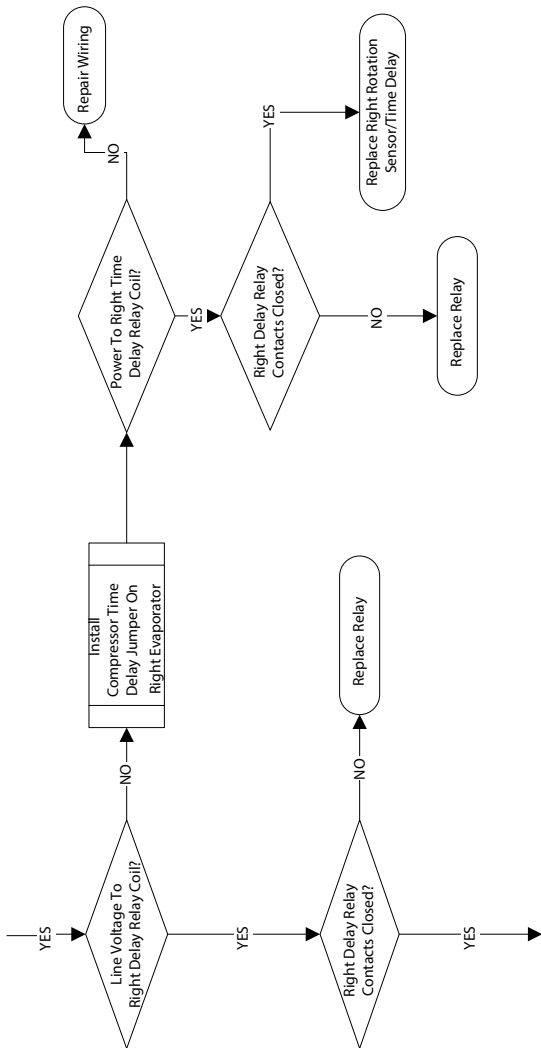 YES
Line Voltage To
Right Delay Relay Coil?
NO
Install
Compressor Time
Delay Jumper On
Right Evaporator
Power To Right Time
Delay Relay Coil?
NO
Repair Wiring
YES
Right Delay Relay
Contacts Closed?
YES
Replace Right Rotation
Sensor/Time Delay
NO
Replace Relay
YES
Right Delay Relay
Contacts Closed?
NO
Replace Relay
YES